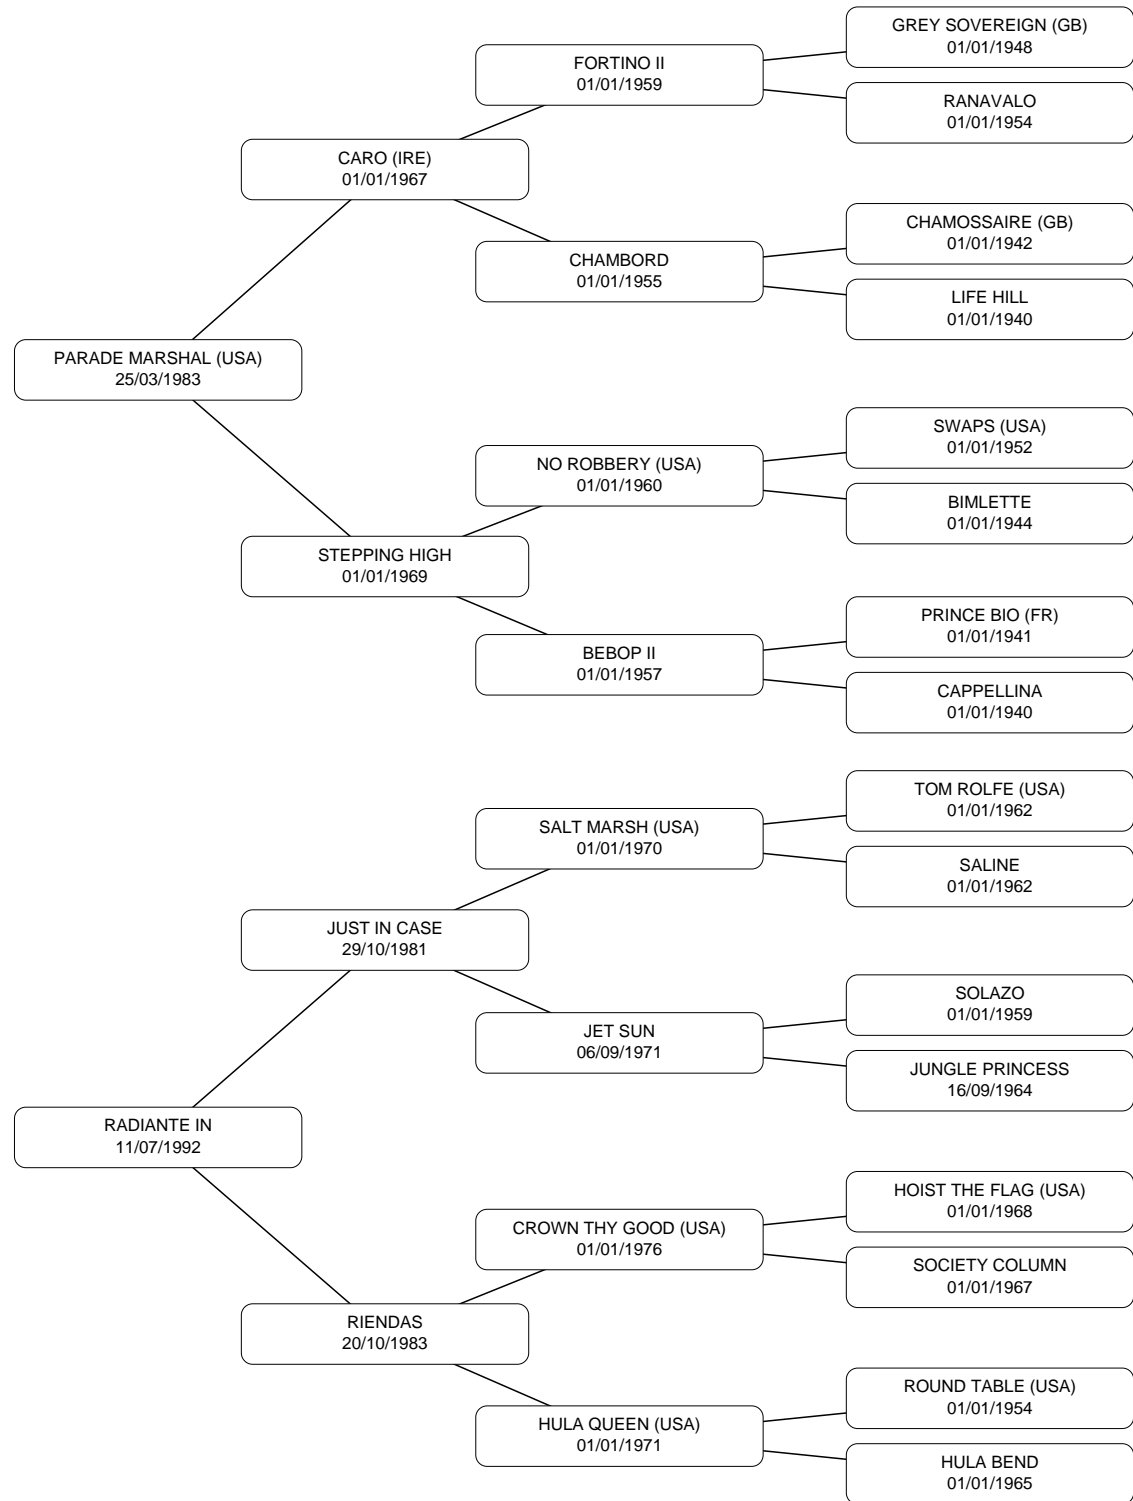 GREY SOVEREIGN (GB)
01/01/1948
FORTINO II
01/01/1959
RANAVALO
01/01/1954
CARO (IRE)
01/01/1967
CHAMOSSAIRE (GB)
01/01/1942
CHAMBORD
01/01/1955
LIFE HILL
01/01/1940
PARADE MARSHAL (USA)
25/03/1983
SWAPS (USA)
01/01/1952
NO ROBBERY (USA)
01/01/1960
BIMLETTE
01/01/1944
STEPPING HIGH
01/01/1969
PRINCE BIO (FR)
01/01/1941
BEBOP II
01/01/1957
CAPPELLINA
01/01/1940
TOM ROLFE (USA)
01/01/1962
SALT MARSH (USA)
01/01/1970
SALINE
01/01/1962
JUST IN CASE
29/10/1981
SOLAZO
01/01/1959
JET SUN
06/09/1971
JUNGLE PRINCESS
16/09/1964
RADIANTE IN
11/07/1992
HOIST THE FLAG (USA)
01/01/1968
CROWN THY GOOD (USA)
01/01/1976
SOCIETY COLUMN
01/01/1967
RIENDAS
20/10/1983
ROUND TABLE (USA)
01/01/1954
HULA QUEEN (USA)
01/01/1971
HULA BEND
01/01/1965